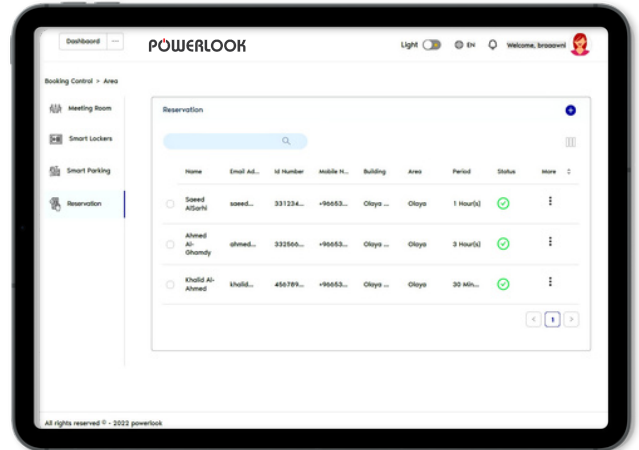 Dashboard
POWERLOOK
Light
EN
Welcome, braaavni
Booking Control > Area
Meeting Room
Smart Lockers
Smart Parking
Reservation
Reservation
Name Email Ad... Id Number Mobile N... Building Area Period Status More
Saeed AlSarhi saeed... 331234... +96653... Olaya ... Olaya 1 Hour(s)
Ahmed Al-Ghamdy ahmed... 332566... +96653... Olaya ... Olaya 3 Hour(s)
Khalid Al-Ahmed khalid... 456789... +96653... Olaya ... Olaya 30 Min...
< 1 >
All rights reserved © - 2022 powerlook